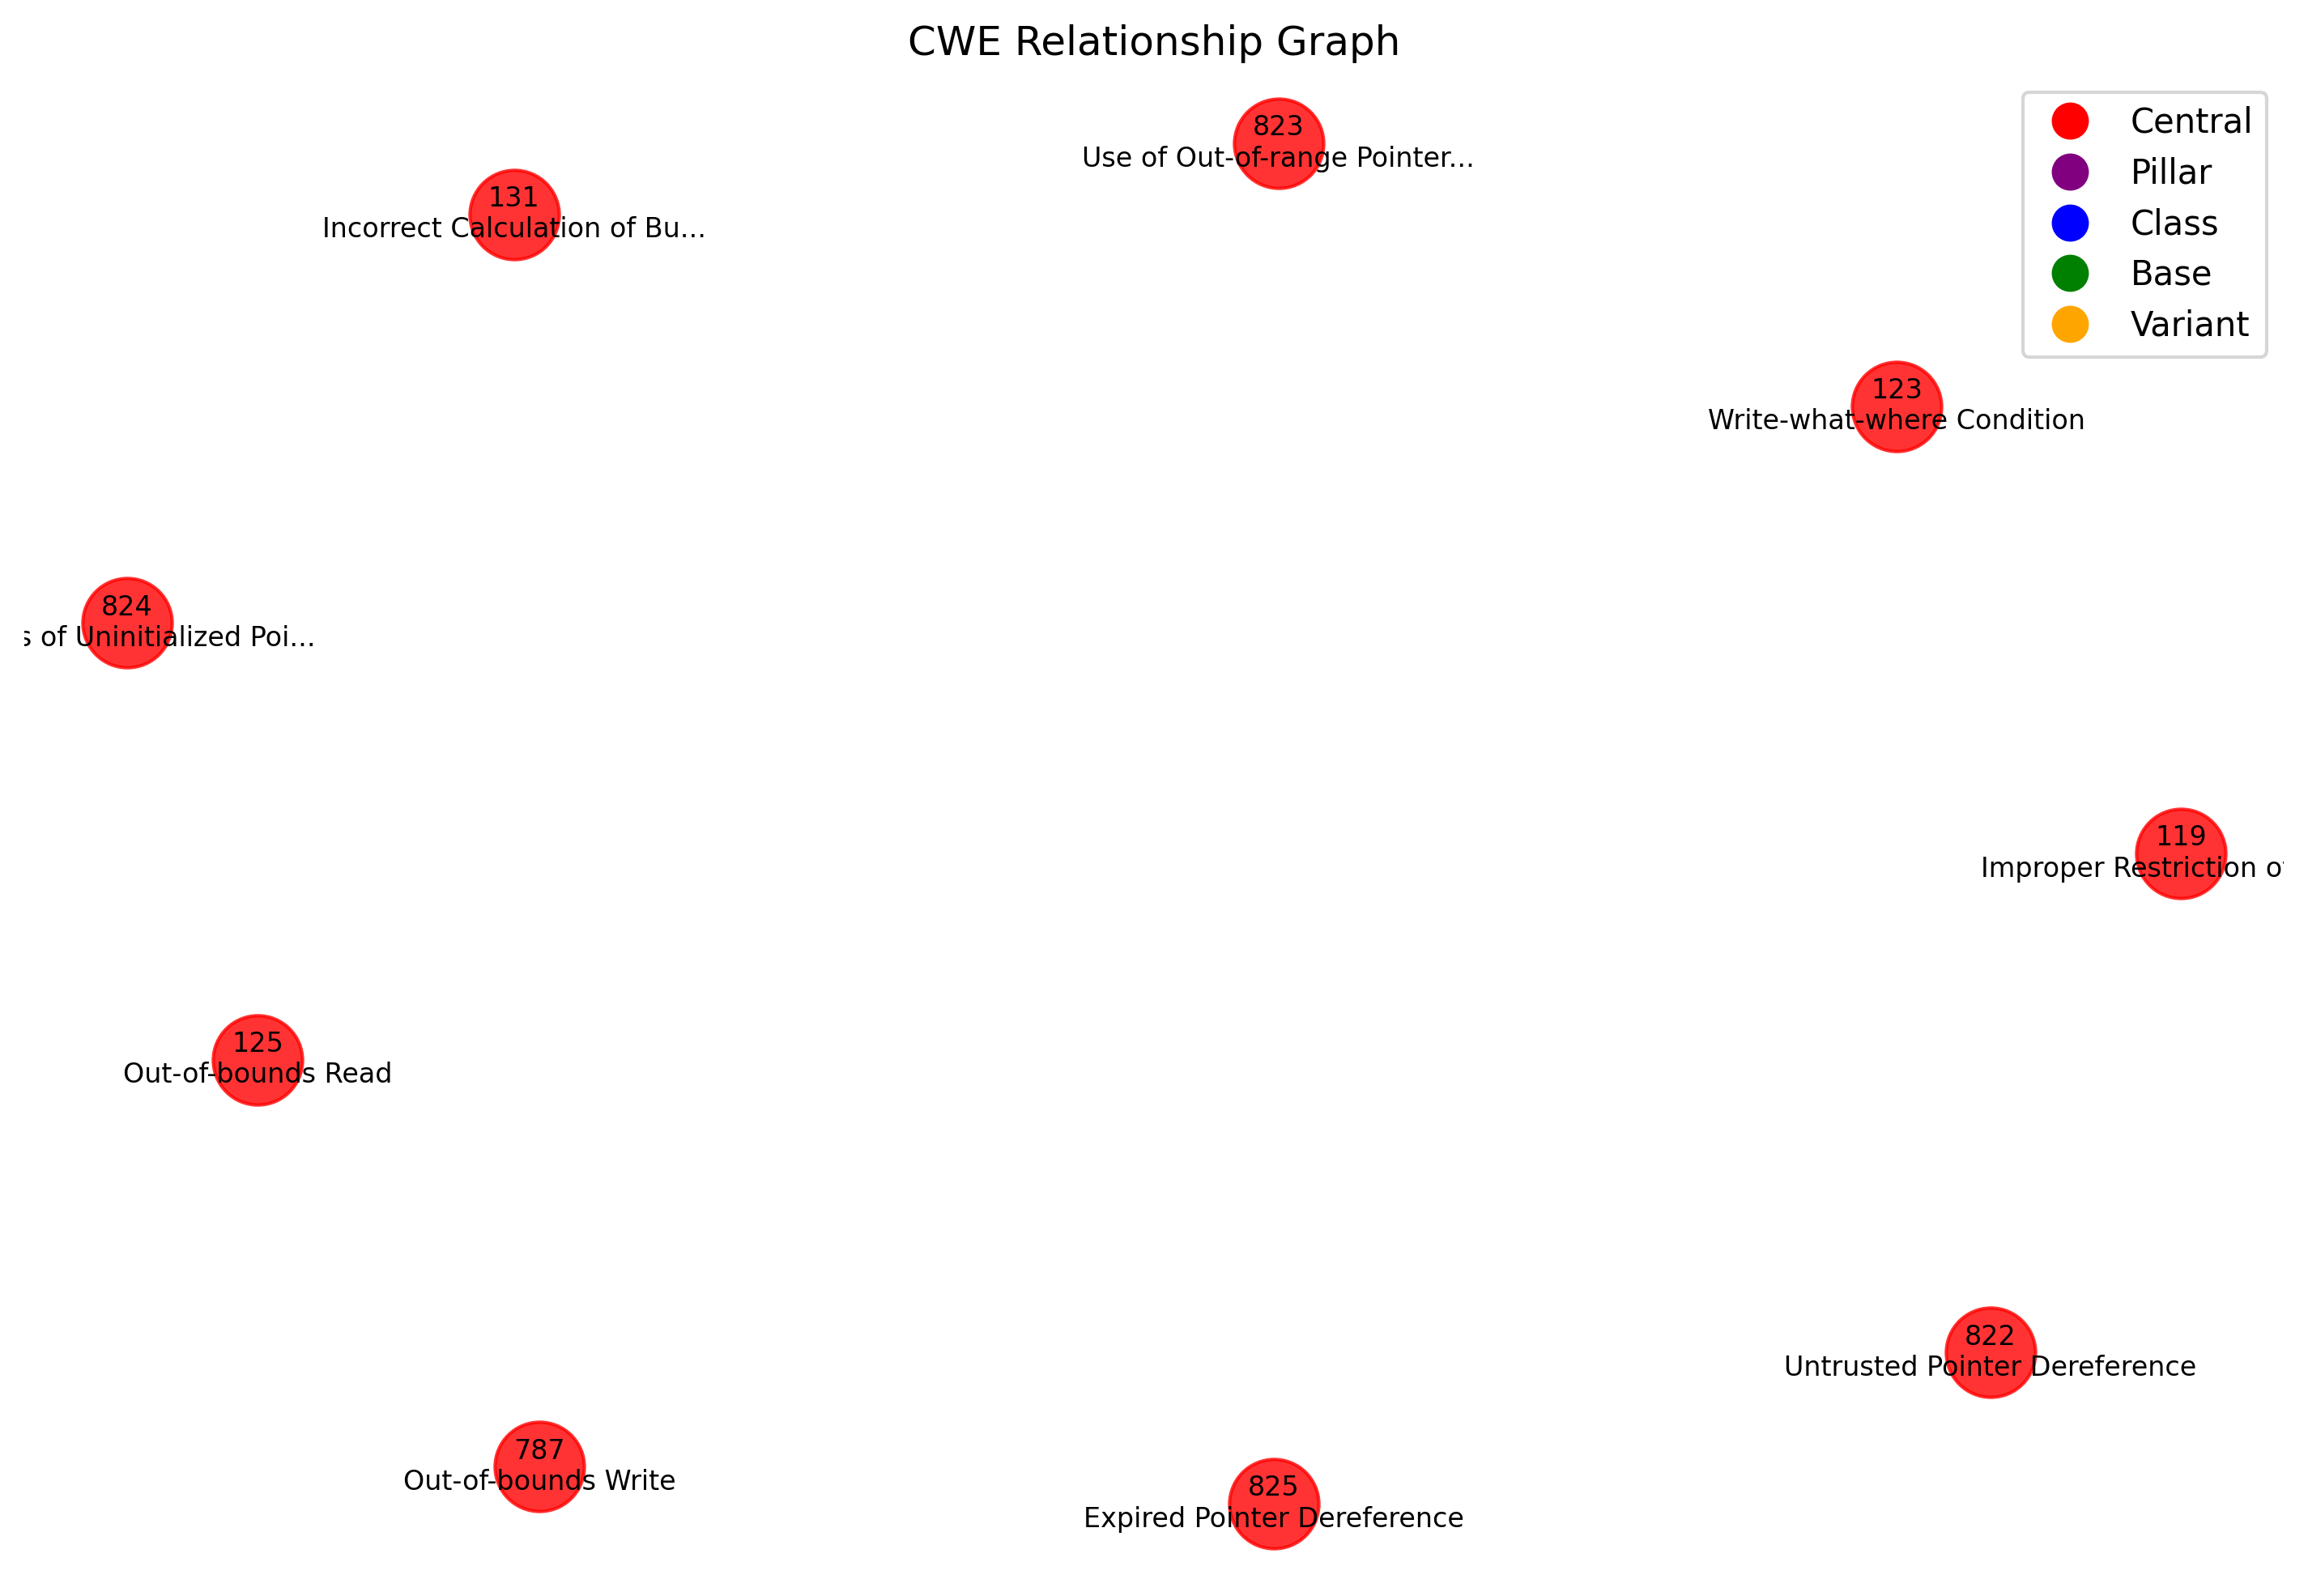 CWE Relationship Graph
823
Use of Out-of-range Pointer...
Central
Pillar
Class
Base
Variant
131
Incorrect Calculation of Bu...
123
Write-what-where Condition
824
s of Uninitialized Poi...
119
Improper Restriction of
125
Out-of-bounds Read
822
Untrusted Pointer Dereference
787
Out-of-bounds Write
825
Expired Pointer Dereference